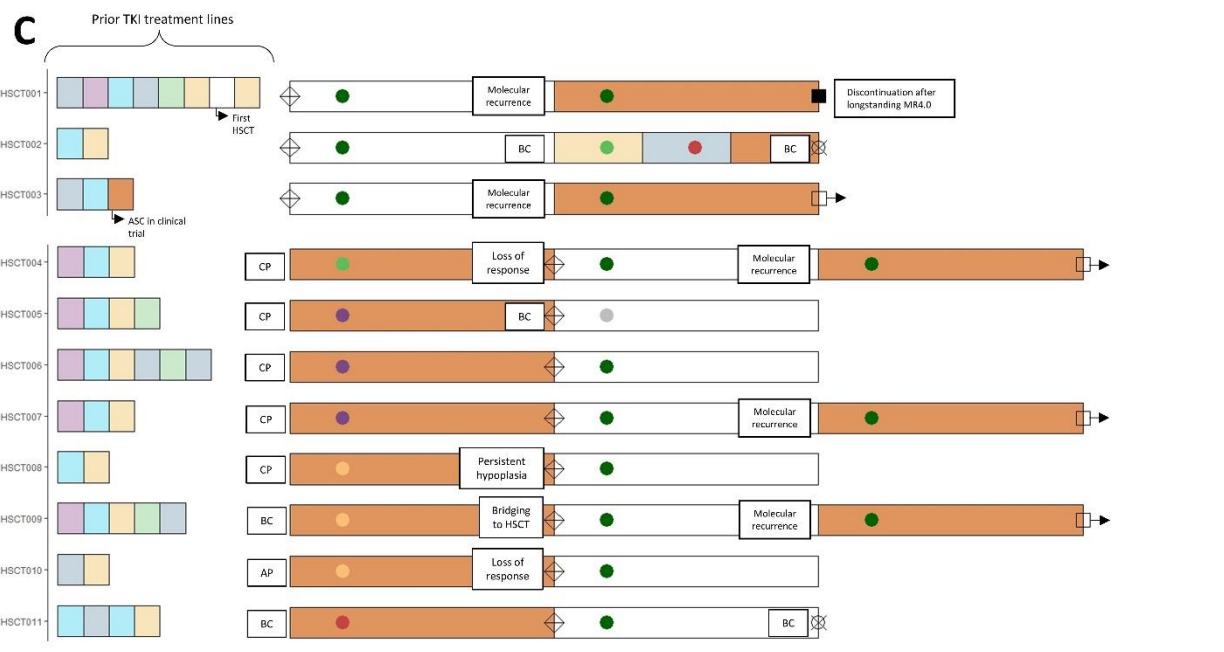 C
Prior TKI treatment lines
HSCT001
First
HSCT
Molecular
recurrence
Discontinuation after
longstanding MR4.0
HSCT002
BC
BC
HSCT003
ASC in clinical
trial
Molecular
recurrence
HSCT004
CP
Loss of
response
Molecular
recurrence
HSCT005
CP
BC
HSCT006
CP
HSCT007
CP
Molecular
recurrence
HSCT008
CP
Persistent
hypoplasia
HSCT009
BC
Bridging
to HSCT
Molecular
recurrence
HSCT010
AP
Loss of
response
HSCT011
BC
BC